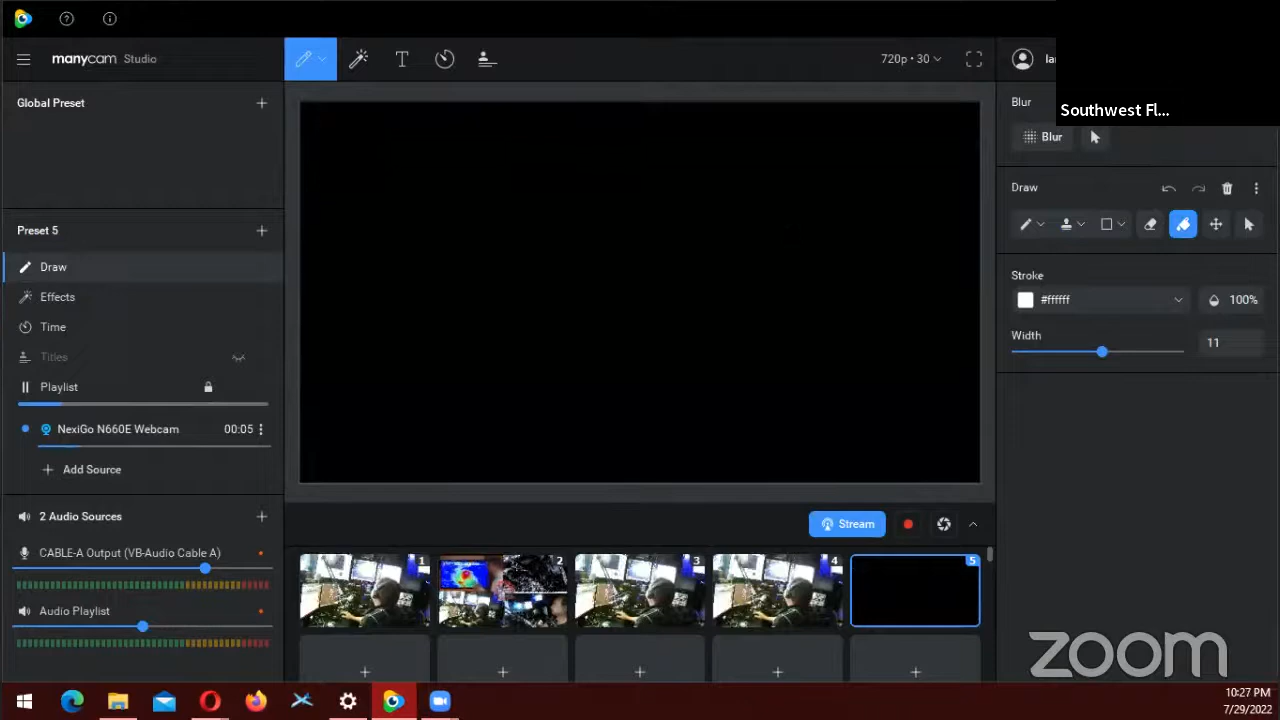 manycam Studio
720p • 30
Southwest Fl...
Global Preset
Blur
Blur
Preset 5
Draw
Draw
Effects
Time
Titles
Playlist
NexiGo N660E Webcam 00:05
Add Source
Stroke
#ffffff 100%
Width
11
2 Audio Sources
CABLE-A Output (VB-Audio Cable A)
Audio Playlist
Stream
1
2
3
4
5
zoom
10:27 PM
7/29/2022